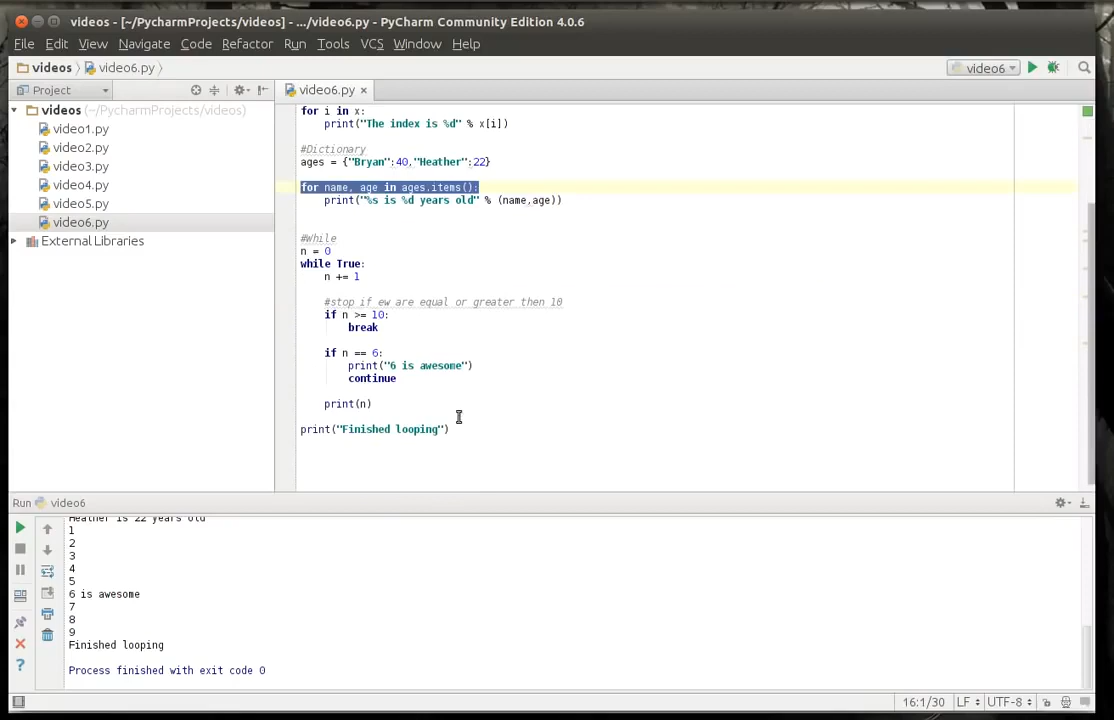 videos - [~/PycharmProjects/videos] - .../video6.py - PyCharm Community Edition 4.0.6
File Edit View Navigate Code Refactor Run Tools VCS Window Help
videos video6.py video6
Project video6.py ×
videos (~/PycharmProjects/videos)
video1.py
video2.py
video3.py
video4.py
video5.py
video6.py
External Libraries
for i in x:
print("The index is %d" % x[i])
#Dictionary
ages = {"Bryan":40,"Heather":22}
for name, age in ages.items():
print("%s is %d years old" % (name,age))
#While
n = 0
while True:
n += 1
#stop if ew are equal or greater then 10
if n >= 10:
break
if n == 6:
print("6 is awesome")
continue
print(n)
print("Finished looping")
Run video6
Heather is 22 years old
1
2
3
4
5
6 is awesome
7
8
9
Finished looping
Process finished with exit code 0
16:1/30 LF UTF-8